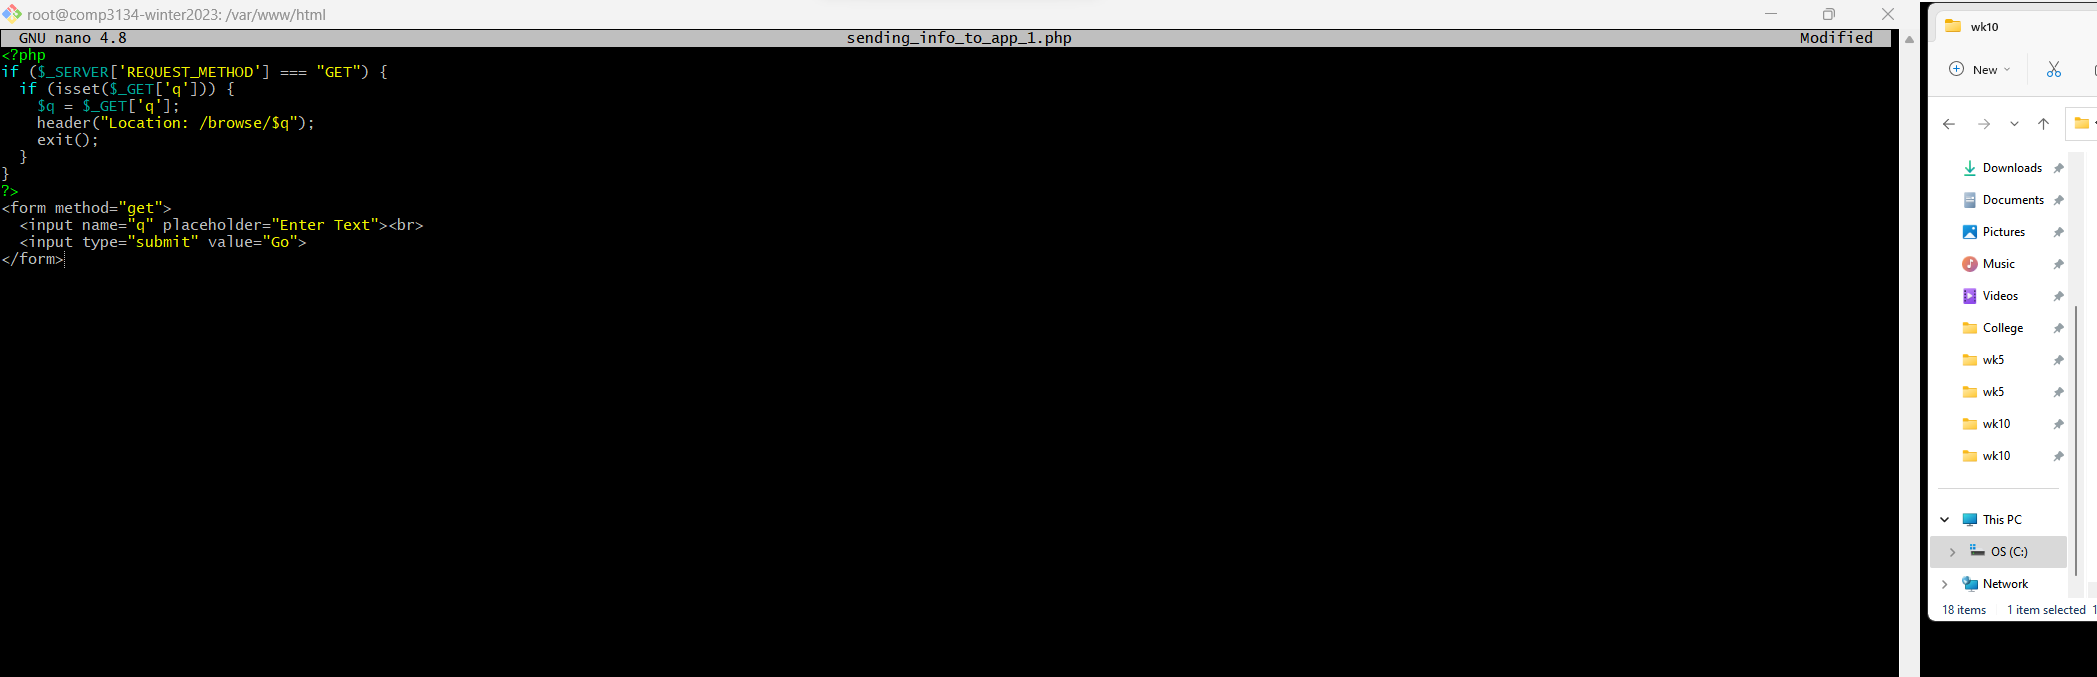 root@comp3134-winter2023: /var/www/html
GNU nano 4.8 sending_info_to_app_1.php Modified
<?php
if ($_SERVER['REQUEST_METHOD'] === "GET") {
  if (isset($_GET['q'])) {
    $q = $_GET['q'];
    header("Location: /browse/$q");
    exit();
  }
}
?>
<form method="get">
  <input name="q" placeholder="Enter Text"><br>
  <input type="submit" value="Go">
</form>
wk10
New
Downloads
Documents
Pictures
Music
Videos
College
wk5
wk5
wk10
wk10
This PC
OS (C:)
Network
18 items 1 item selected 1